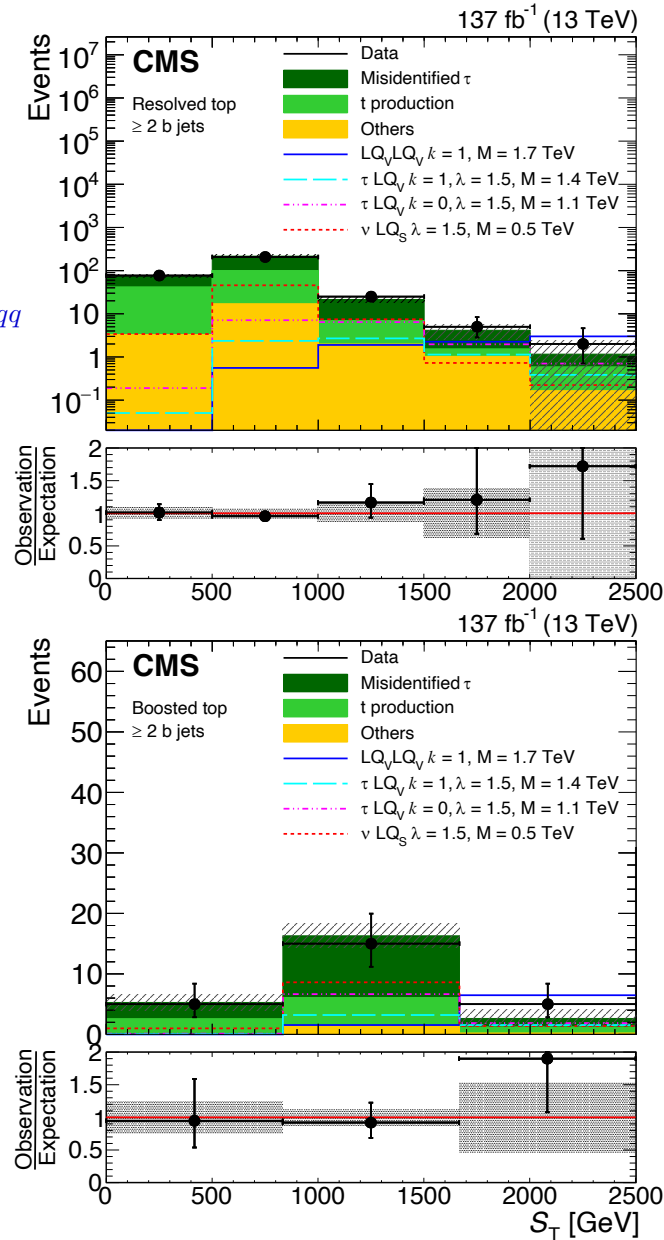 137 fb⁻¹ (13 TeV)
Events
10⁷
10⁶
10⁵
10⁴
10³
10²
10
1
10⁻¹
CMS
Resolved top
≥ 2 b jets
Data
Misidentified τ
t production
Others
LQ_VLQ_V k = 1, M = 1.7 TeV
τ LQ_V k = 1, λ = 1.5, M = 1.4 TeV
τ LQ_V k = 0, λ = 1.5, M = 1.1 TeV
ν LQ_S λ = 1.5, M = 0.5 TeV
qq
Observation
Expectation
2
1.5
1
0.5
0
0 500 1000 1500 2000 2500
137 fb⁻¹ (13 TeV)
Events
60
50
40
30
20
10
0
CMS
Boosted top
≥ 2 b jets
Data
Misidentified τ
t production
Others
LQ_VLQ_V k = 1, M = 1.7 TeV
τ LQ_V k = 1, λ = 1.5, M = 1.4 TeV
τ LQ_V k = 0, λ = 1.5, M = 1.1 TeV
ν LQ_S λ = 1.5, M = 0.5 TeV
Observation
Expectation
2
1.5
1
0.5
0
0 500 1000 1500 2000 2500
S_T [GeV]